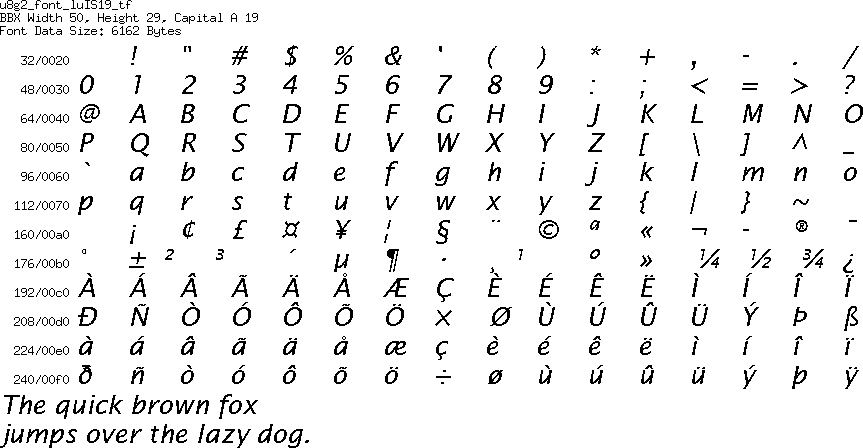 u8g2_font_luIS19_tf
BBX Width 50, Height 29, Capital A 19
Font Data Size: 6162 Bytes
32/0020 ! " # $ % & ' ( ) * + , - . /
48/0030 0 1 2 3 4 5 6 7 8 9 : ; < = > ?
64/0040 @ A B C D E F G H I J K L M N O
80/0050 P Q R S T U V W X Y Z [ \ ] ^ _
96/0060 ` a b c d e f g h i j k l m n o
112/0070 p q r s t u v w x y z { | } ~
160/00a0 ¡ ¢ £ ¤ ¥ ¦ § ¨ © ª « ¬ - ® ¯
176/00b0 ° ± ² ³ ´ µ ¶ · ¸ ¹ º » ¼ ½ ¾ ¿
192/00c0 À Á Â Ã Ä Å Æ Ç È É Ê Ë Ì Í Î Ï
208/00d0 Ð Ñ Ò Ó Ô Õ Ö × Ø Ù Ú Û Ü Ý Þ ß
224/00e0 à á â ã ä å æ ç è é ê ë ì í î ï
240/00f0 ð ñ ò ó ô õ ö ÷ ø ù ú û ü ý þ ÿ
The quick brown fox
jumps over the lazy dog.